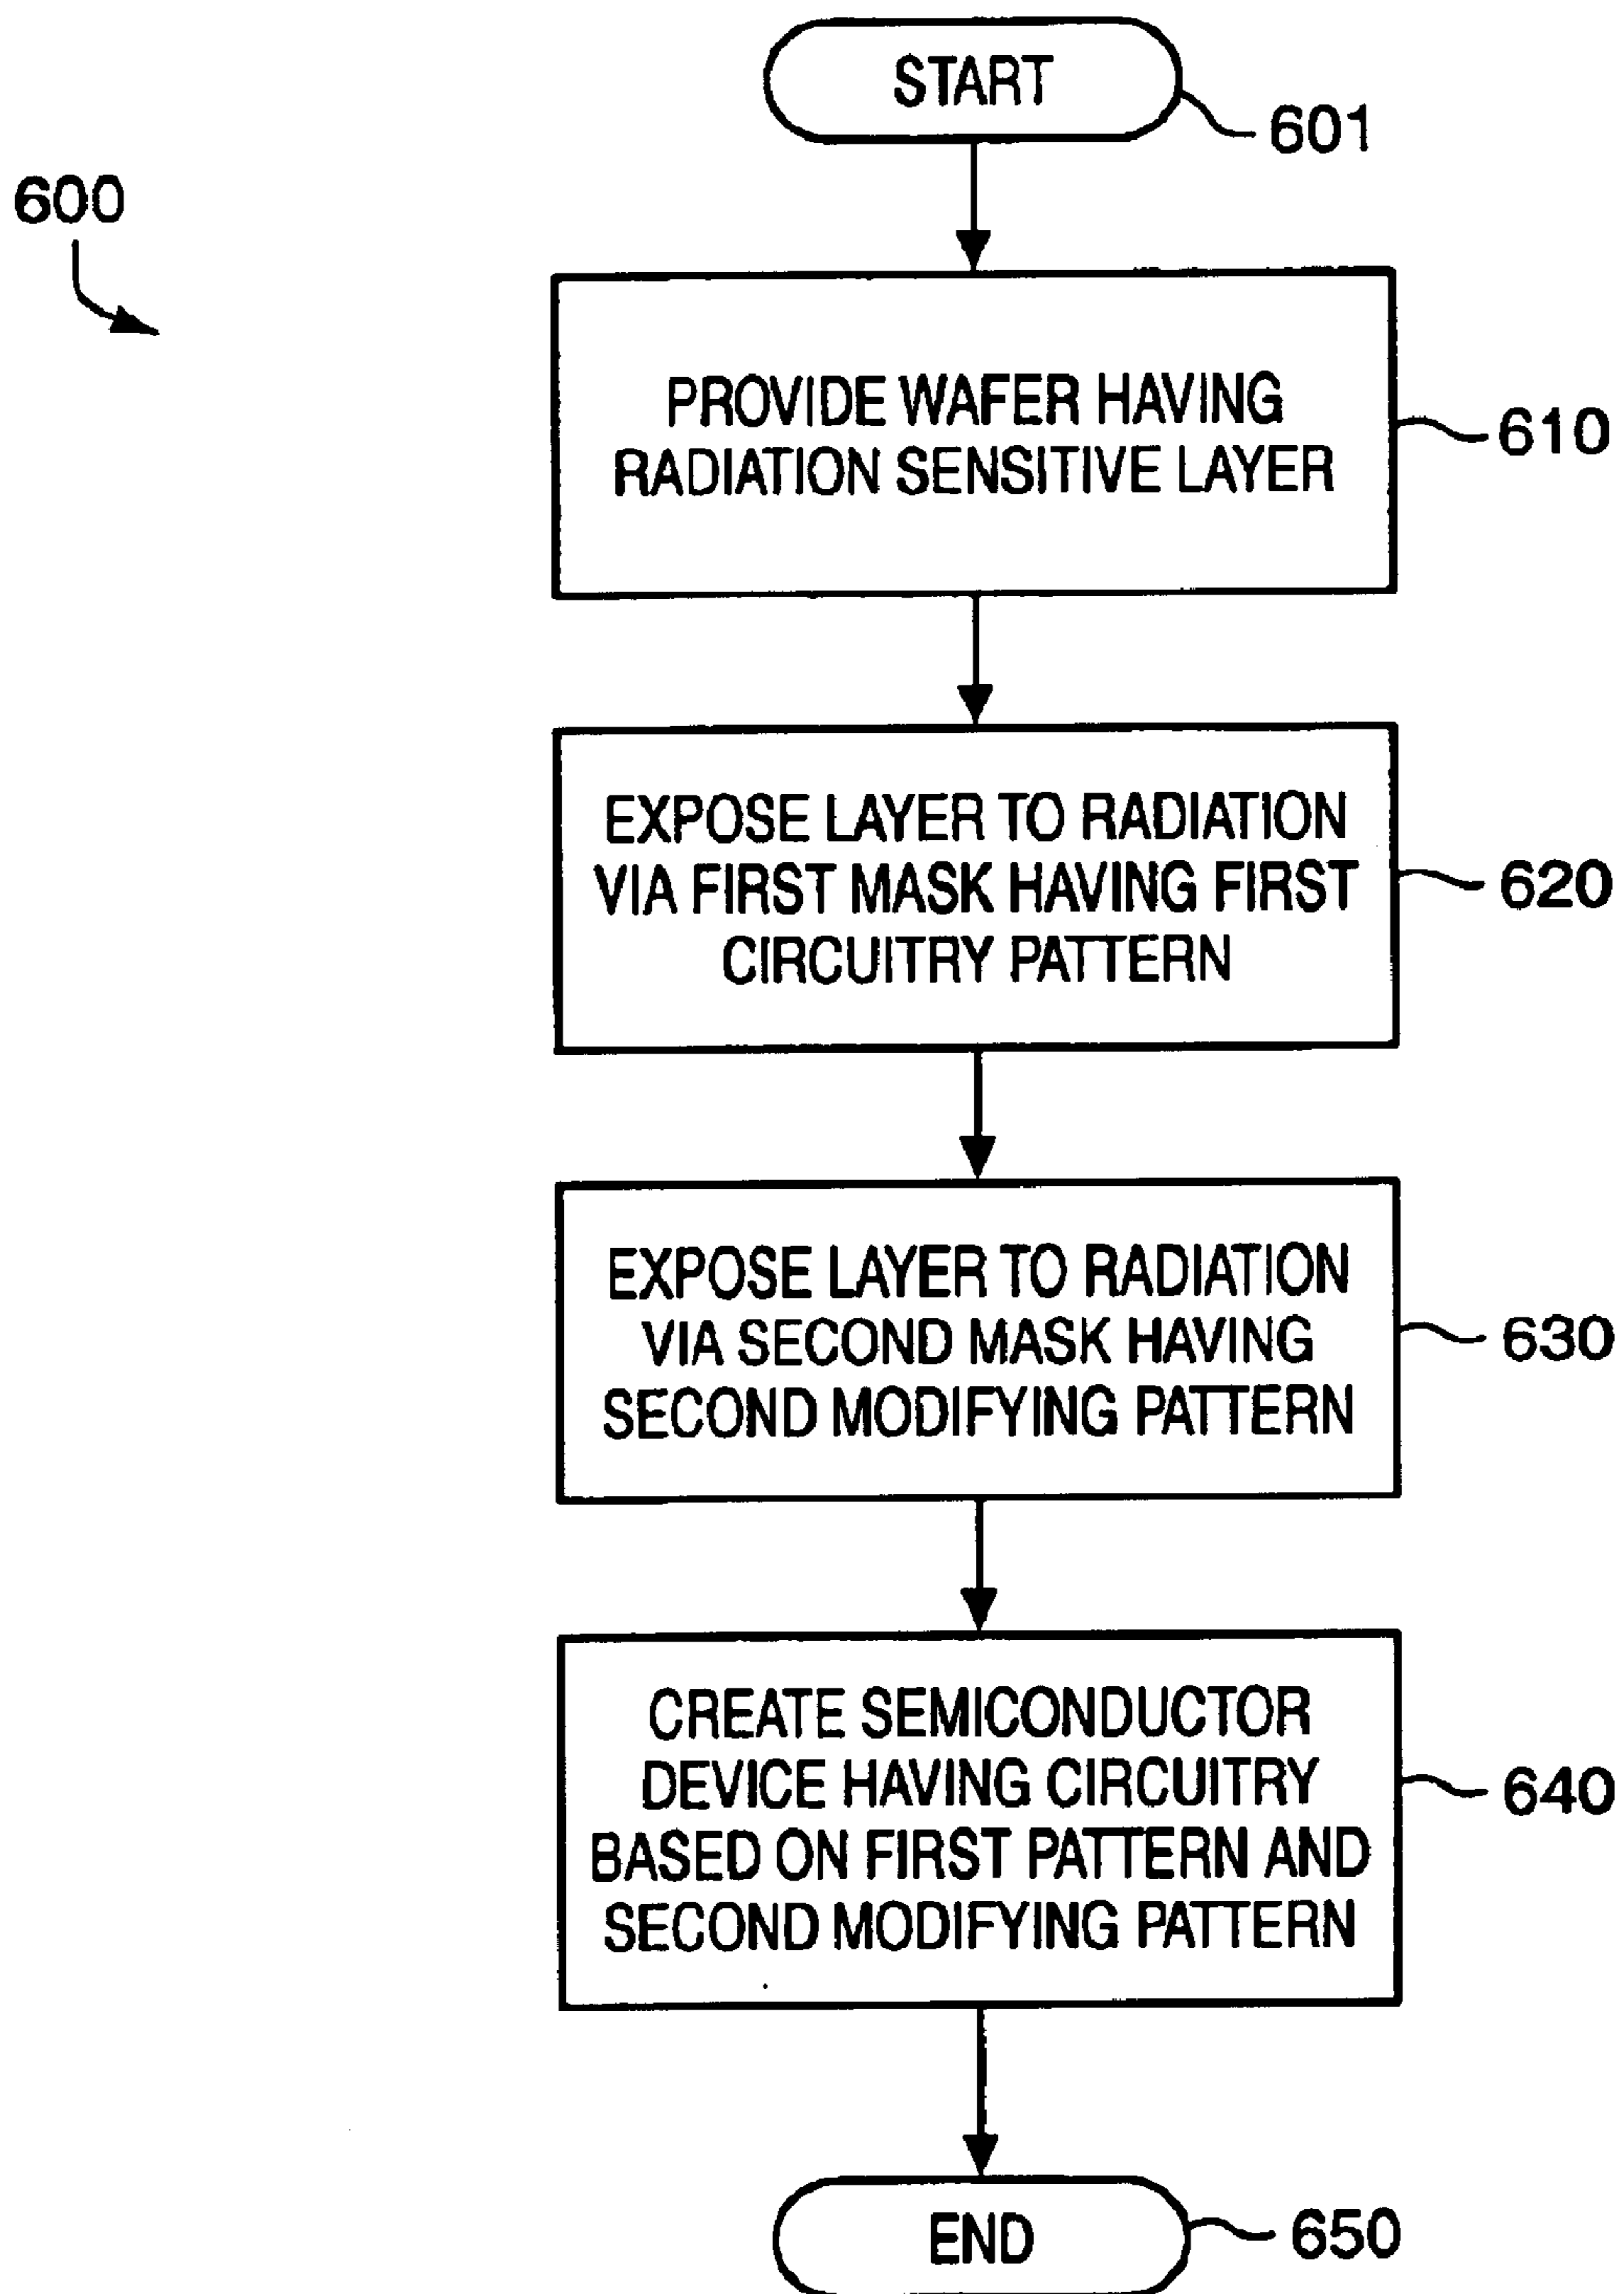 START
601
600
PROVIDE WAFER HAVING
RADIATION SENSITIVE LAYER
610
EXPOSE LAYER TO RADIATION
VIA FIRST MASK HAVING FIRST
CIRCUITRY PATTERN
620
EXPOSE LAYER TO RADIATION
VIA SECOND MASK HAVING
SECOND MODIFYING PATTERN
630
CREATE SEMICONDUCTOR
DEVICE HAVING CIRCUITRY
BASED ON FIRST PATTERN AND
SECOND MODIFYING PATTERN
640
END
650